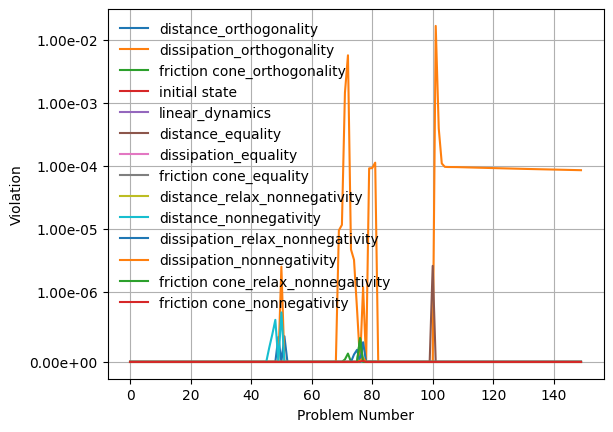 1.00e-02
1.00e-03
1.00e-04
1.00e-05
1.00e-06
0.00e+00
Violation
distance_orthogonality
dissipation_orthogonality
friction cone_orthogonality
initial state
linear_dynamics
distance_equality
dissipation_equality
friction cone_equality
distance_relax_nonnegativity
distance_nonnegativity
dissipation_relax_nonnegativity
dissipation_nonnegativity
friction cone_relax_nonnegativity
friction cone_nonnegativity
0 20 40 60 80 100 120 140
Problem Number